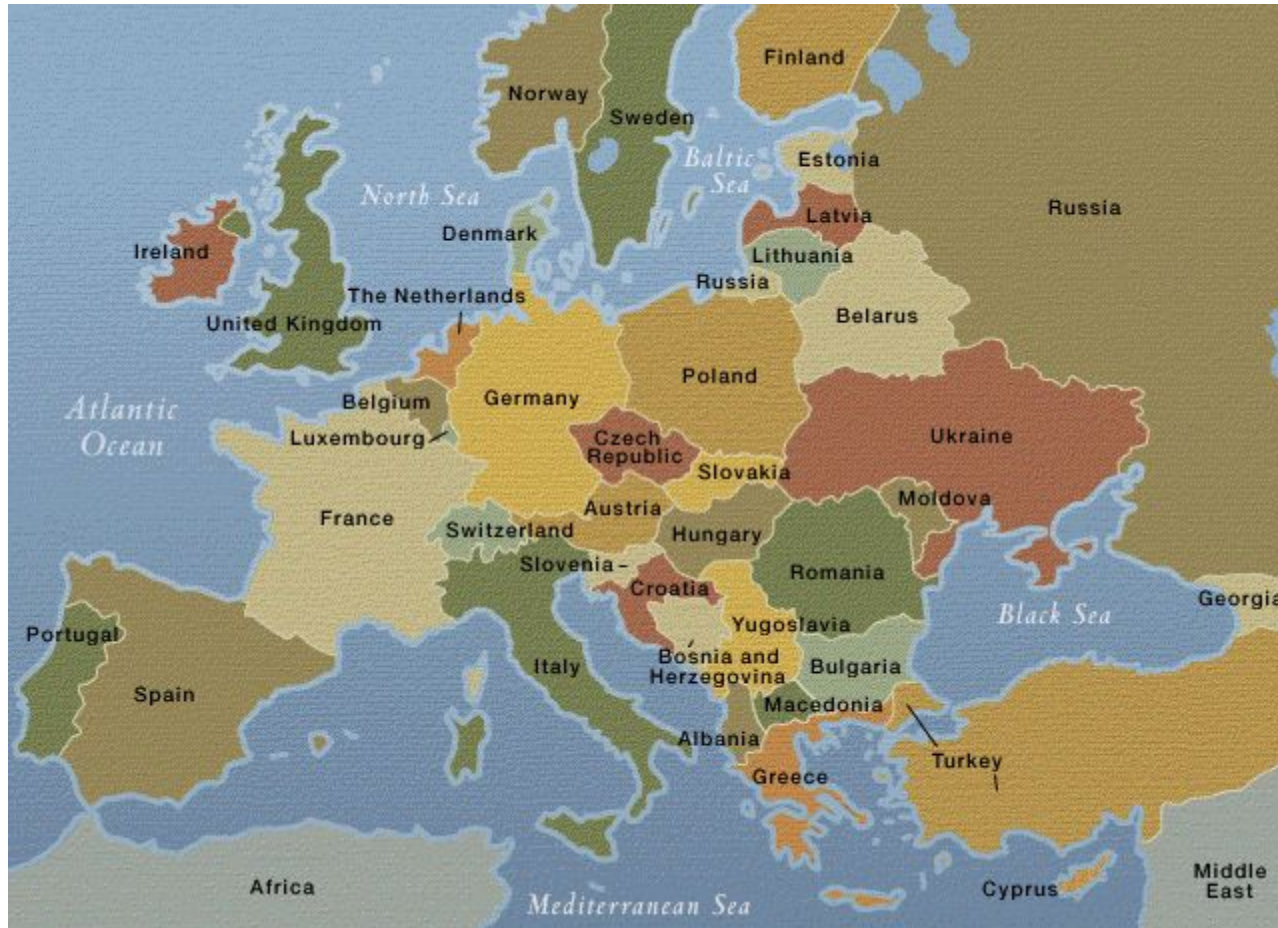 Finland
Norway
Sweden
Baltic
Sea
Estonia
North Sea
Russia
Latvia
Denmark
Ireland
Lithuania
Russia
The Netherlands
Belarus
United Kingdom
Poland
Germany
Belgium
Atlantic
Ocean
Luxembourg
Czech
Republic
Ukraine
Slovakia
Moldova
Austria
France
Switzerland
Hungary
Slovenia
Romania
Croatia
Georgia
Black Sea
Yugoslavia
Portugal
Bosnia and
Herzegovina
Italy
Bulgaria
Spain
Macedonia
Albania
Turkey
Greece
Africa
Cyprus
Middle
East
Mediterranean Sea